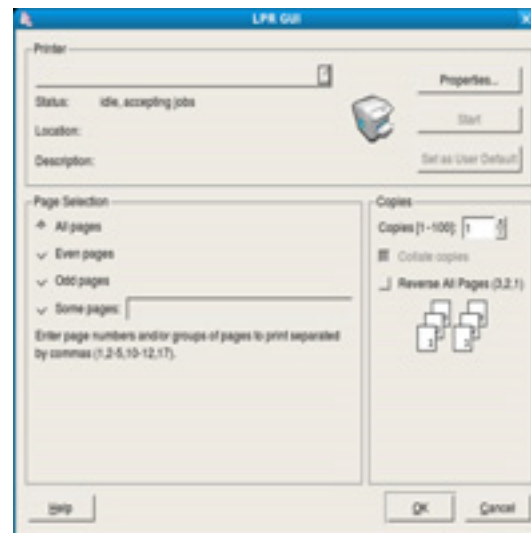 LPR GUI
Printer
Properties...
Status: idle, accepting jobs
Start
Location:
Description:
Set as User Default
Page Selection
Copies
All pages
Copies [1-100]: 1
Even pages
Collate copies
Odd pages
Reverse All Pages (3,2,1)
Some pages:
Enter page numbers and/or groups of pages to print separated
by commas (1,2-5,10-12,17).
Help
OK
Cancel